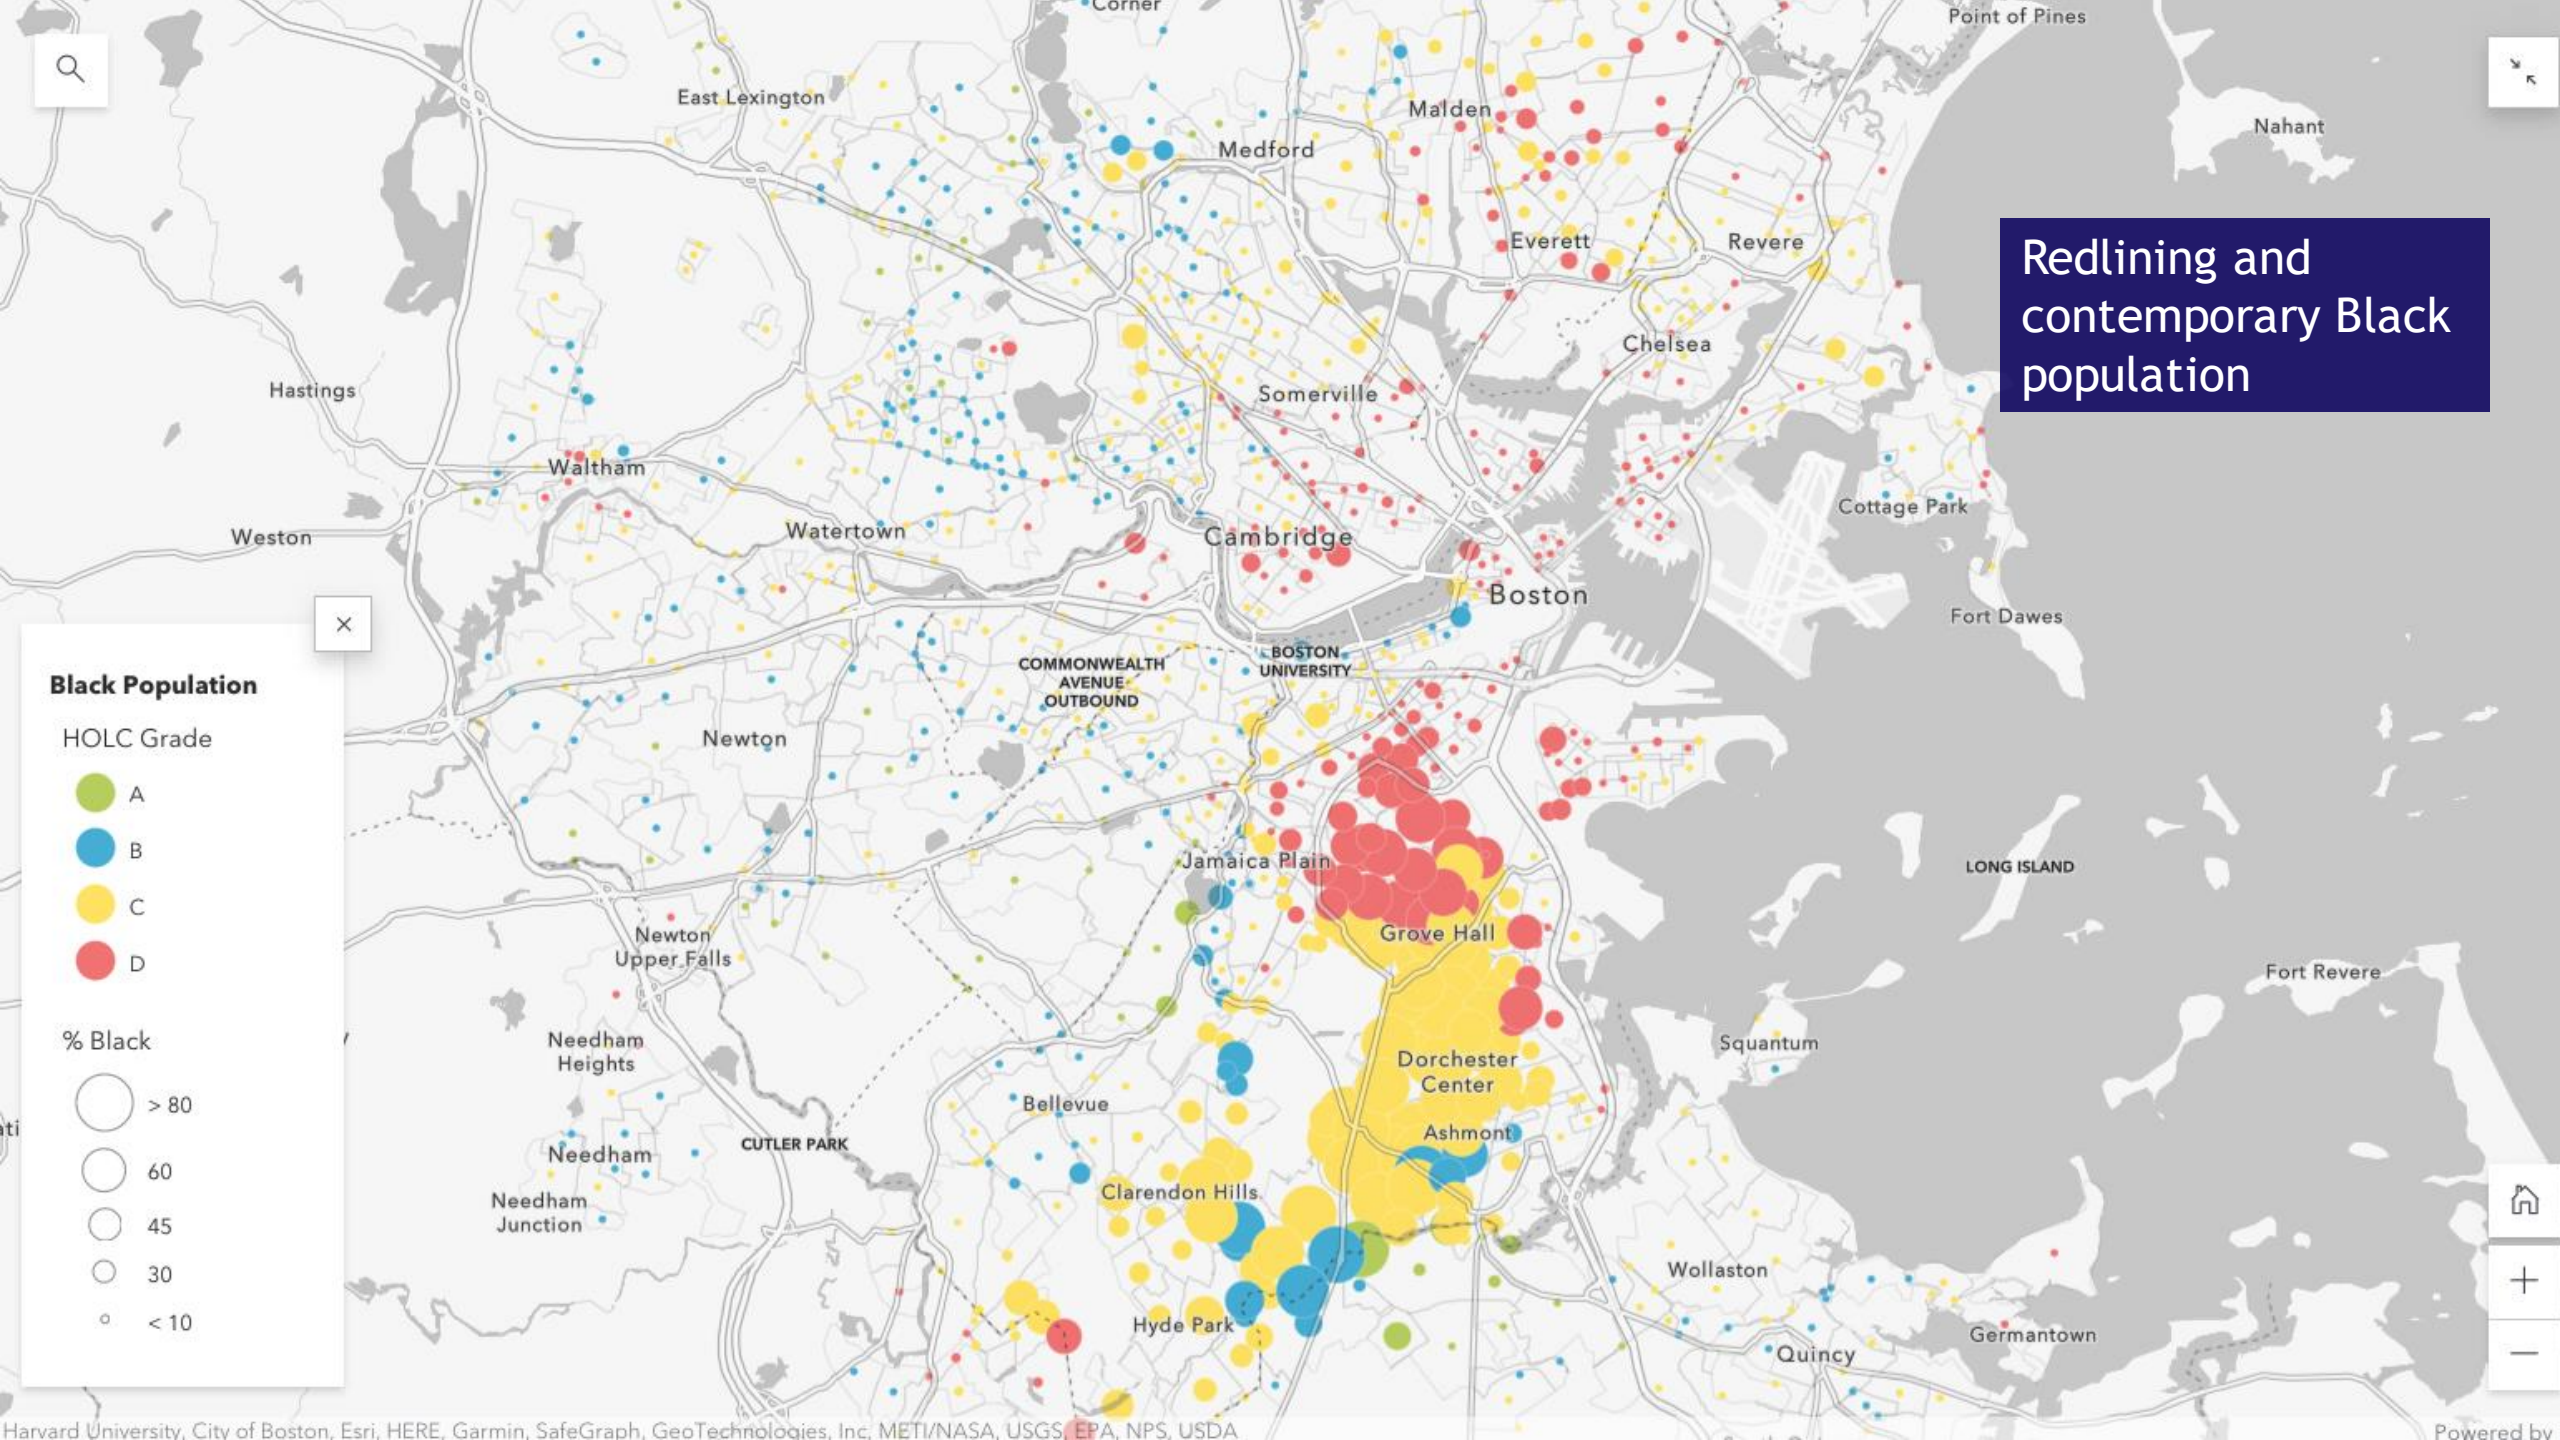 Corner
Point of Pines
East Lexington
Malden
Nahant
Medford
Redlining and
contemporary Black
population
Everett
Revere
Chelsea
Hastings
Somerville
Waltham
Cottage Park
Watertown
Weston
Cambridge
Boston
Fort Dawes
BOSTON
UNIVERSITY
COMMONWEALTH
AVENUE
OUTBOUND
Newton
Black Population
HOLC Grade
A
B
C
D
% Black
> 80
60
45
30
< 10
Jamaica Plain
LONG ISLAND
Grove Hall
Newton
Upper Falls
Fort Revere
Needham
Heights
Squantum
Dorchester
Center
Bellevue
Ashmont
CUTLER PARK
Needham
Clarendon Hills
Needham
Junction
Wollaston
Hyde Park
Germantown
Quincy
Harvard University, City of Boston, Esri, HERE, Garmin, SafeGraph, GeoTechnologies, Inc, METI/NASA, USGS, EPA, NPS, USDA
Powered by